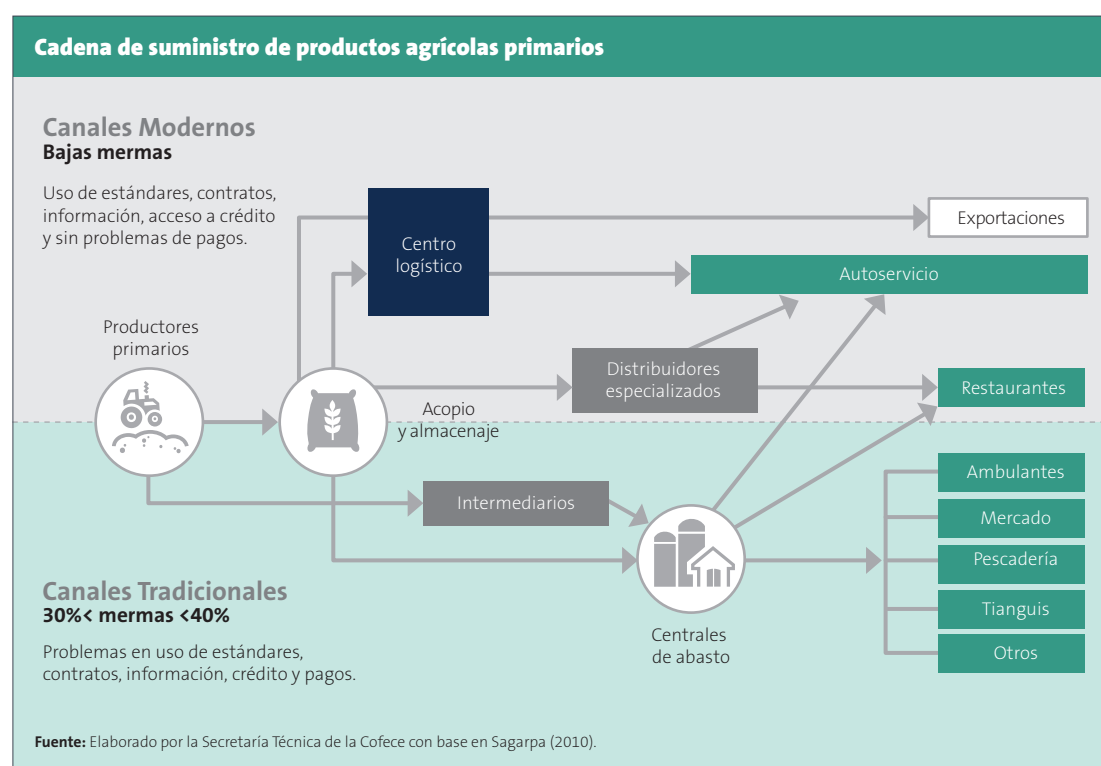 Cadena de suministro de productos agrícolas primarios
Canales Modernos
Bajas mermas
Uso de estándares, contratos,
información, acceso a crédito
y sin problemas de pagos.
Centro
logístico
Exportaciones
Autoservicio
Productores
primarios
Distribuidores
especializados
Restaurantes
Acopio
y almacenaje
Ambulantes
Intermediarios
Mercado
Pescadería
Canales Tradicionales
30%< mermas <40%
Tianguis
Problemas en uso de estándares,
contratos, información, crédito y pagos.
Centrales
de abasto
Otros
Fuente: Elaborado por la Secretaría Técnica de la Cofece con base en Sagarpa (2010).